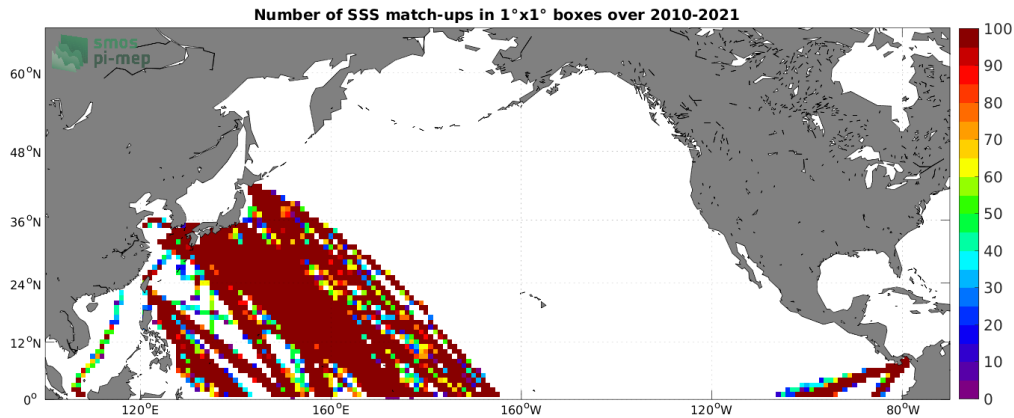 Number of SSS match-ups in 1°x1° boxes over 2010-2021
smos
pi-mep
60°N
48°N
36°N
24°N
12°N
0°
120°E
160°E
160°W
120°W
80°W
100
90
80
70
60
50
40
30
20
10
0